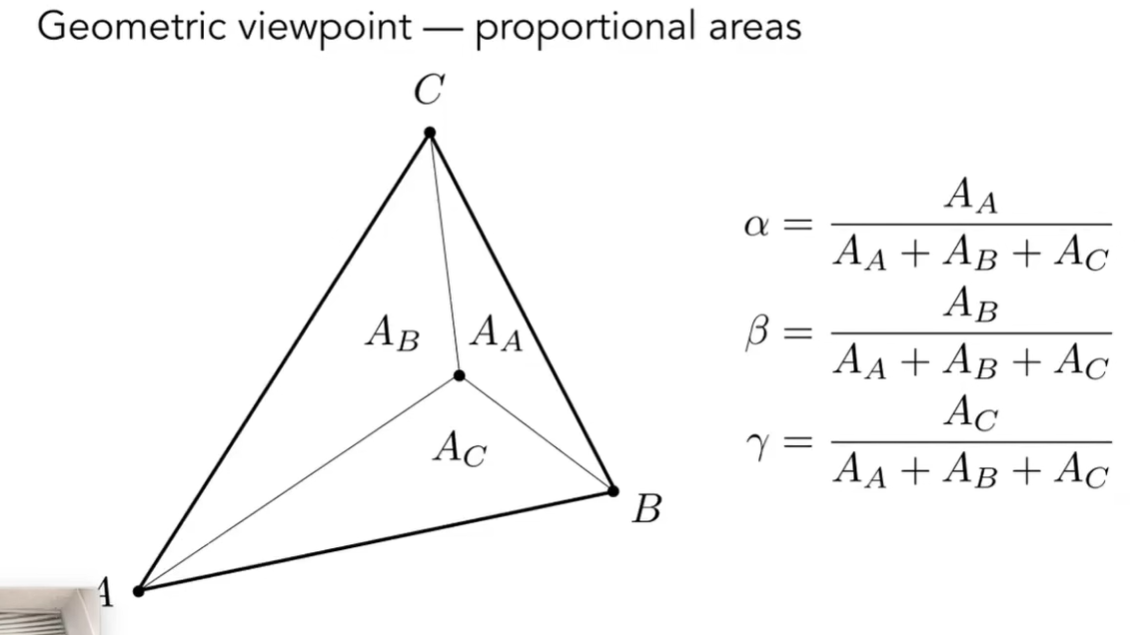 Geometric viewpoint — proportional areas
C
α = A_A / (A_A + A_B + A_C)
β = A_B / (A_A + A_B + A_C)
γ = A_C / (A_A + A_B + A_C)
A_B A_A
A_C
B
A